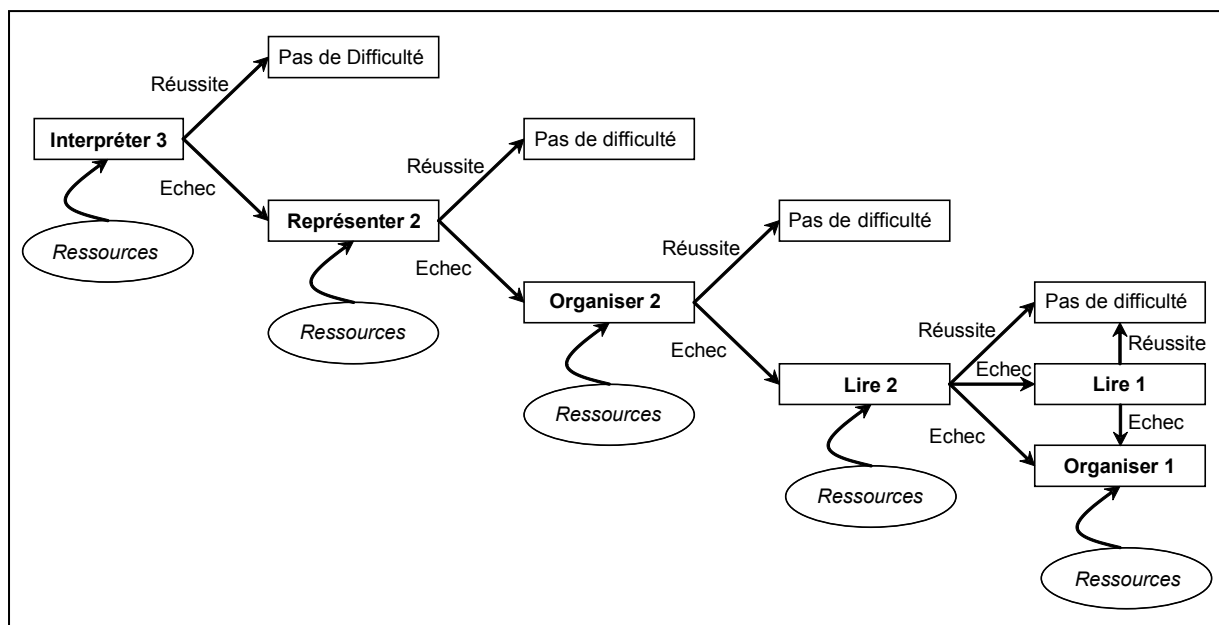 Pas de Difficulté
Réussite
Interpréter 3
Pas de difficulté
Réussite
Echec
Représenter 2
Pas de difficulté
Ressources
Réussite
Echec
Organiser 2
Pas de difficulté
Ressources
Réussite
Réussite
Echec
Echec
Lire 2
Lire 1
Ressources
Echec
Echec
Organiser 1
Ressources
Ressources